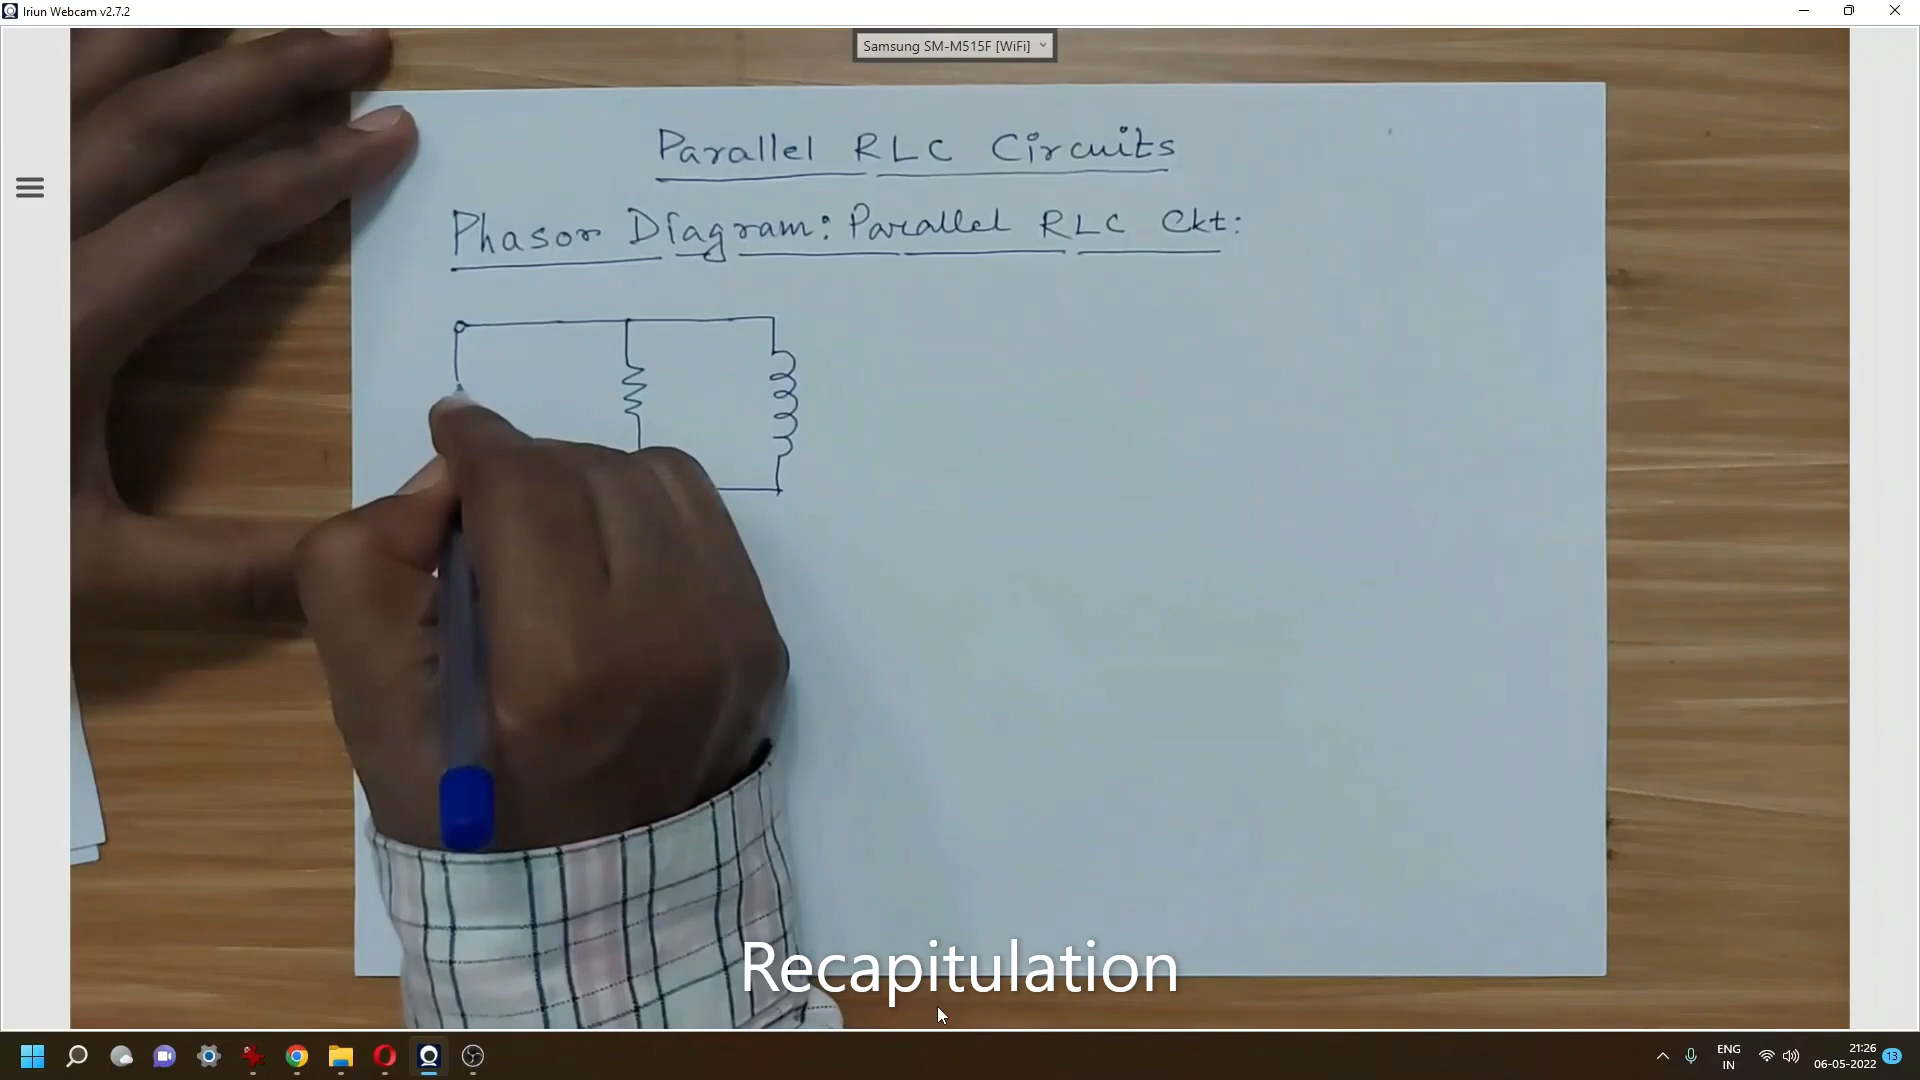 Iriun Webcam v2.7.2
Samsung SM-M515F [WiFi]
Parallel RLC Circuits
Phasor Diagram: Parallel RLC Ckt:
Recapitulation
ENG
IN
21:26
06-05-2022
13